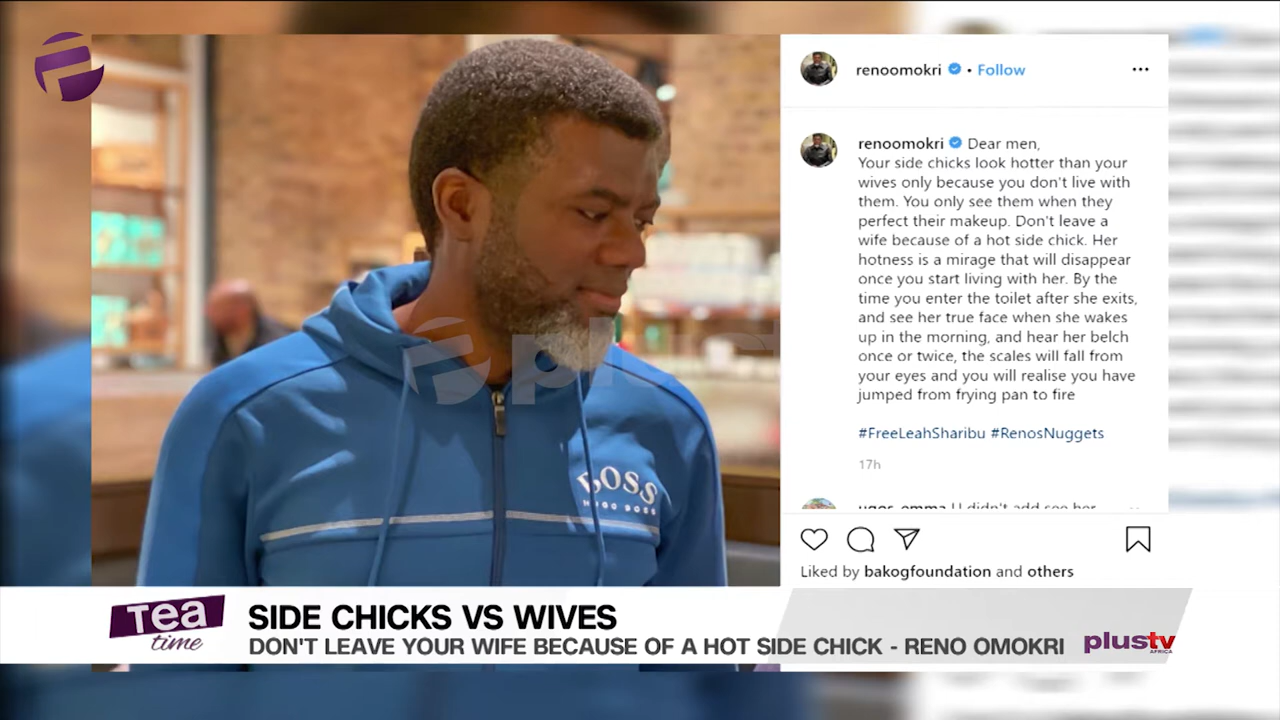 renoomokri • Follow
renoomokri Dear men,
Your side chicks look hotter than your
wives only because you don't live with
them. You only see them when they
perfect their makeup. Don't leave a
wife because of a hot side chick. Her
hotness is a mirage that will disappear
once you start living with her. By the
time you enter the toilet after she exits,
and see her true face when she wakes
up in the morning, and hear her belch
once or twice, the scales will fall from
your eyes and you will realise you have
jumped from frying pan to fire
#FreeLeahSharibu #RenosNuggets
17h
Liked by bakogfoundation and others
BOSS
HUGO BOSS
plus
Tea
time
SIDE CHICKS VS WIVES
DON'T LEAVE YOUR WIFE BECAUSE OF A HOT SIDE CHICK - RENO OMOKRI
plustv
AFRICA